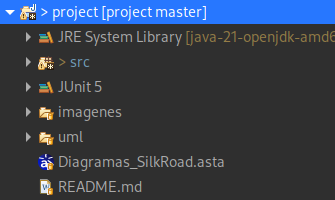 > project [project master]
JRE System Library [java-21-openjdk-amd6
> src
JUnit 5
imagenes
uml
Diagramas_SilkRoad.asta
README.md